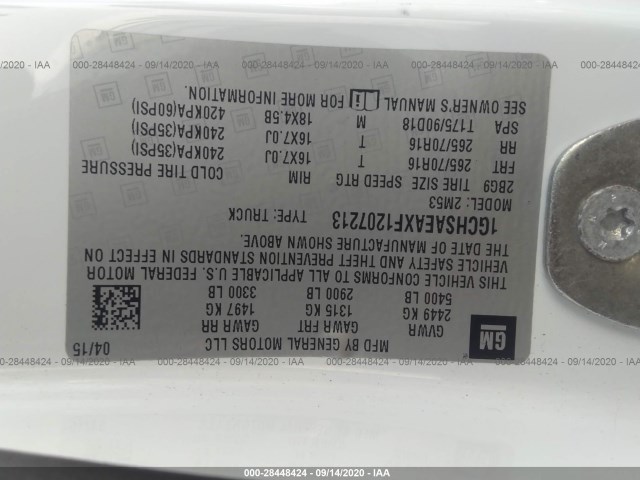 GM
MFD BY GENERAL MOTORS LLC
04/15
GVWR GAWR FRT GAWR RR
2449 KG 1315 KG 1497 KG
5400 LB 2900 LB 3300 LB
THIS VEHICLE CONFORMS TO ALL APPLICABLE U.S. FEDERAL MOTOR
VEHICLE SAFETY AND THEFT PREVENTION STANDARDS IN EFFECT ON
THE DATE OF MANUFACTURE SHOWN ABOVE.
1GCHSAEAXF1207213 TYPE: TRUCK
MODEL: 2M53
2BG9 TIRE SIZE SPEED RTG RIM COLD TIRE PRESSURE
FRT 265/70R16 T 16X7.0J 240KPA(35PSI)
RR 265/70R16 T 16X7.0J 240KPA(35PSI)
SPA T175/90D18 M 18X4.5B 420KPA(60PSI)
SEE OWNER'S MANUAL FOR MORE INFORMATION.
000-28448424 - 09/14/2020 - IAA